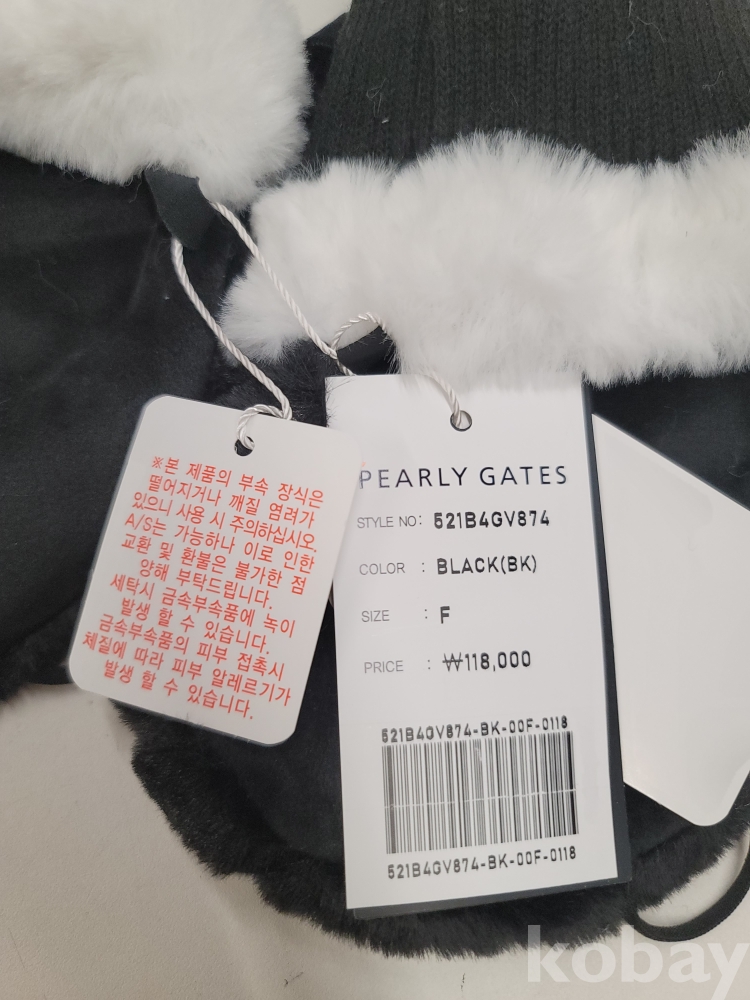 ※본 제품의 부속 장식은
떨어지거나 깨질 염려가
있으니 사용 시 주의하십시오.
A/S는 가능하나 이로 인한
교환 및 환불은 불가한 점
양해 부탁드립니다.
세탁시 금속부속품에 녹이
발생 할 수 있습니다.
금속부속품의 피부 접촉시
체질에 따라 피부 알레르기가
발생 할 수 있습니다.
PEARLY GATES
STYLE NO: 521B4GV874
COLOR : BLACK(BK)
SIZE : F
PRICE : ₩118,000
521B4GV874-BK-00F-0118
521B4GV874-BK-00F-0118
kobay